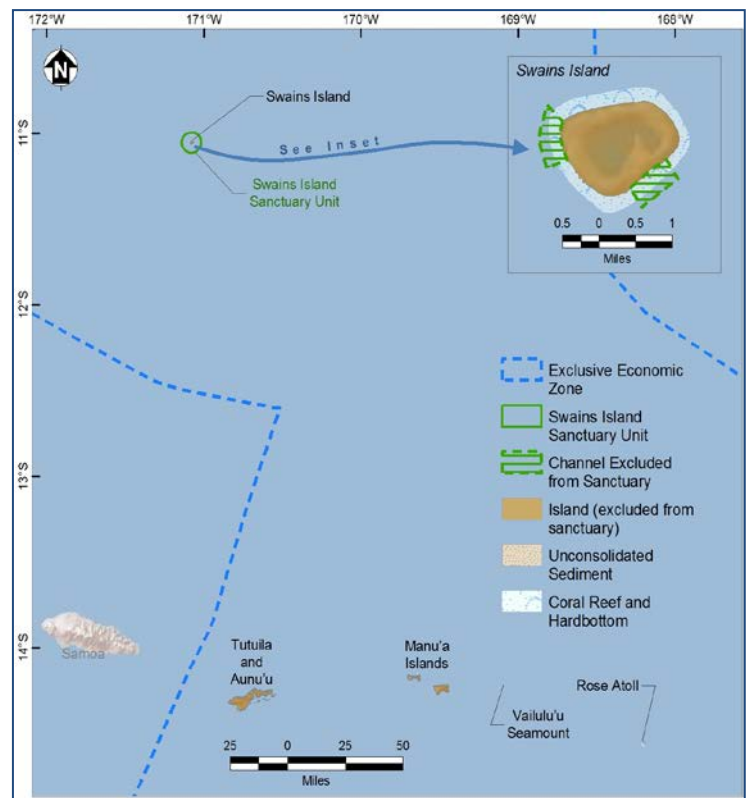 172°W
171°W
170°W
169°W
168°W
N
Swains Island
Swains Island
11°S
See Inset
Swains Island
Sanctuary Unit
0.5 0 0.5 1
Miles
12°S
Exclusive Economic
Zone
Swains Island
Sanctuary Unit
13°S
Channel Excluded
from Sanctuary
Island (excluded from
sanctuary)
Unconsolidated
Sediment
Coral Reef and
Hardbottom
14°S
Samoa
Tutuila
and
Aunu'u
Manu'a
Islands
Rose Atoll
Vailulu'u
Seamount
25 0 25 50
Miles